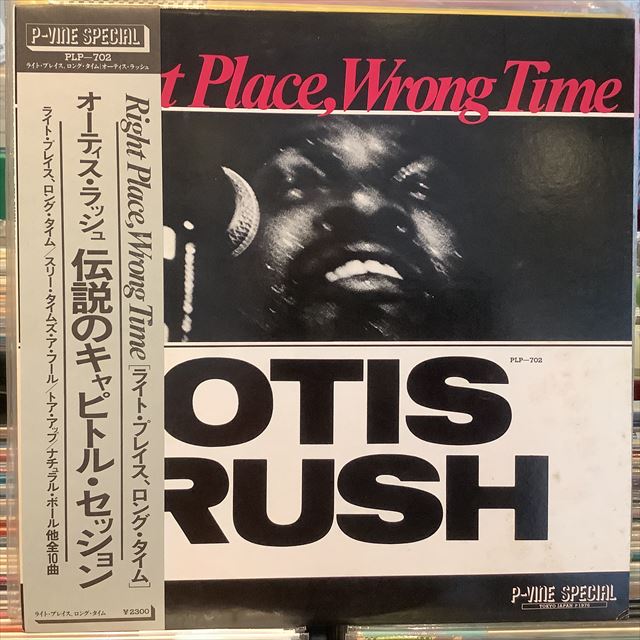 P-VINE SPECIAL
PLP—702
ライト・プレイス、ロング・タイム|オーティス・ラッシュ
Right Place, Wrong Time [ライト・プレイス、ロング・タイム]
オーティス・ラッシュ 伝説のキャピトル・セッション
ライト・プレイス、ロング・タイム／スリー・タイムズ・ア・フール／トア・アップ／ナチュラル・ボール他全10曲
ライト・プレイス、ロング・タイム ¥2300
t Place, Wrong Time
PLP—702
OTIS
RUSH
P-VINE SPECIAL
TOKYO JAPAN ℗1976